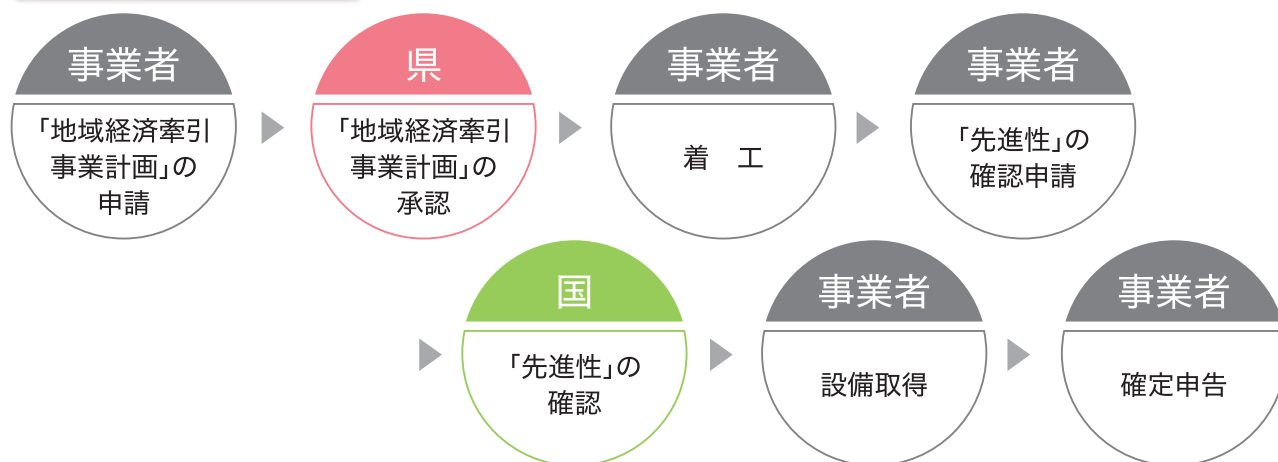 事業者
「地域経済牽引
事業計画」の
申請
県
「地域経済牽引
事業計画」の
承認
事業者
着　工
事業者
「先進性」の
確認申請
国
「先進性」の
確認
事業者
設備取得
事業者
確定申告